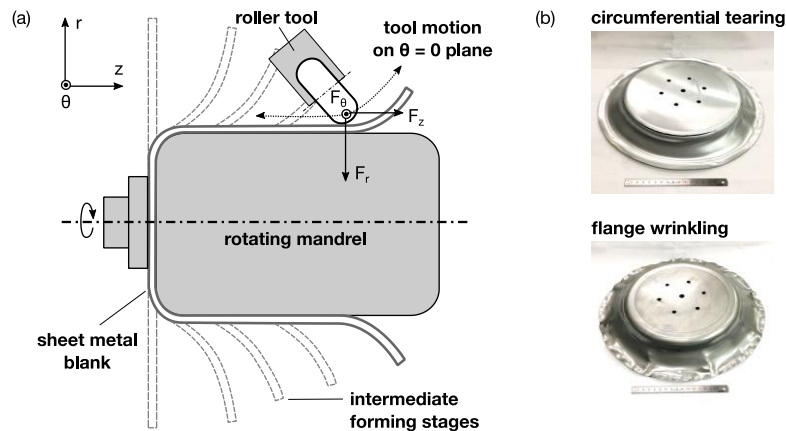 (a)
r
z
θ
roller tool
tool motion
on θ = 0 plane
Fθ
Fz
Fr
rotating mandrel
sheet metal
blank
intermediate
forming stages
(b)
circumferential tearing
flange wrinkling